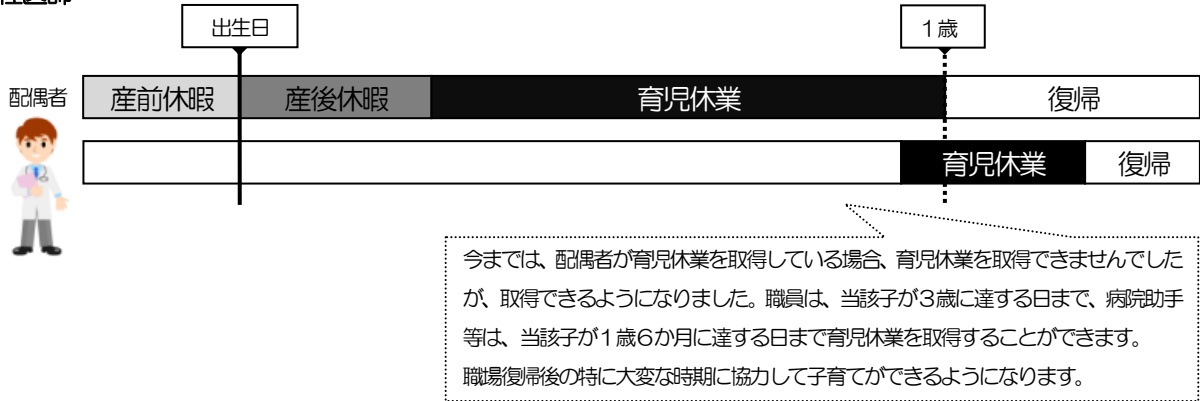 出生日
1歳
配偶者
産前休暇
産後休暇
育児休業
復帰
育児休業
復帰
今までは、配偶者が育児休業を取得している場合、育児休業を取得できませんでした
が、取得できるようになりました。職員は、当該子が3歳に達する日まで、病院助手
等は、当該子が1歳6か月に達する日まで育児休業を取得することができます。
職場復帰後の特に大変な時期に協力して子育てができるようになります。